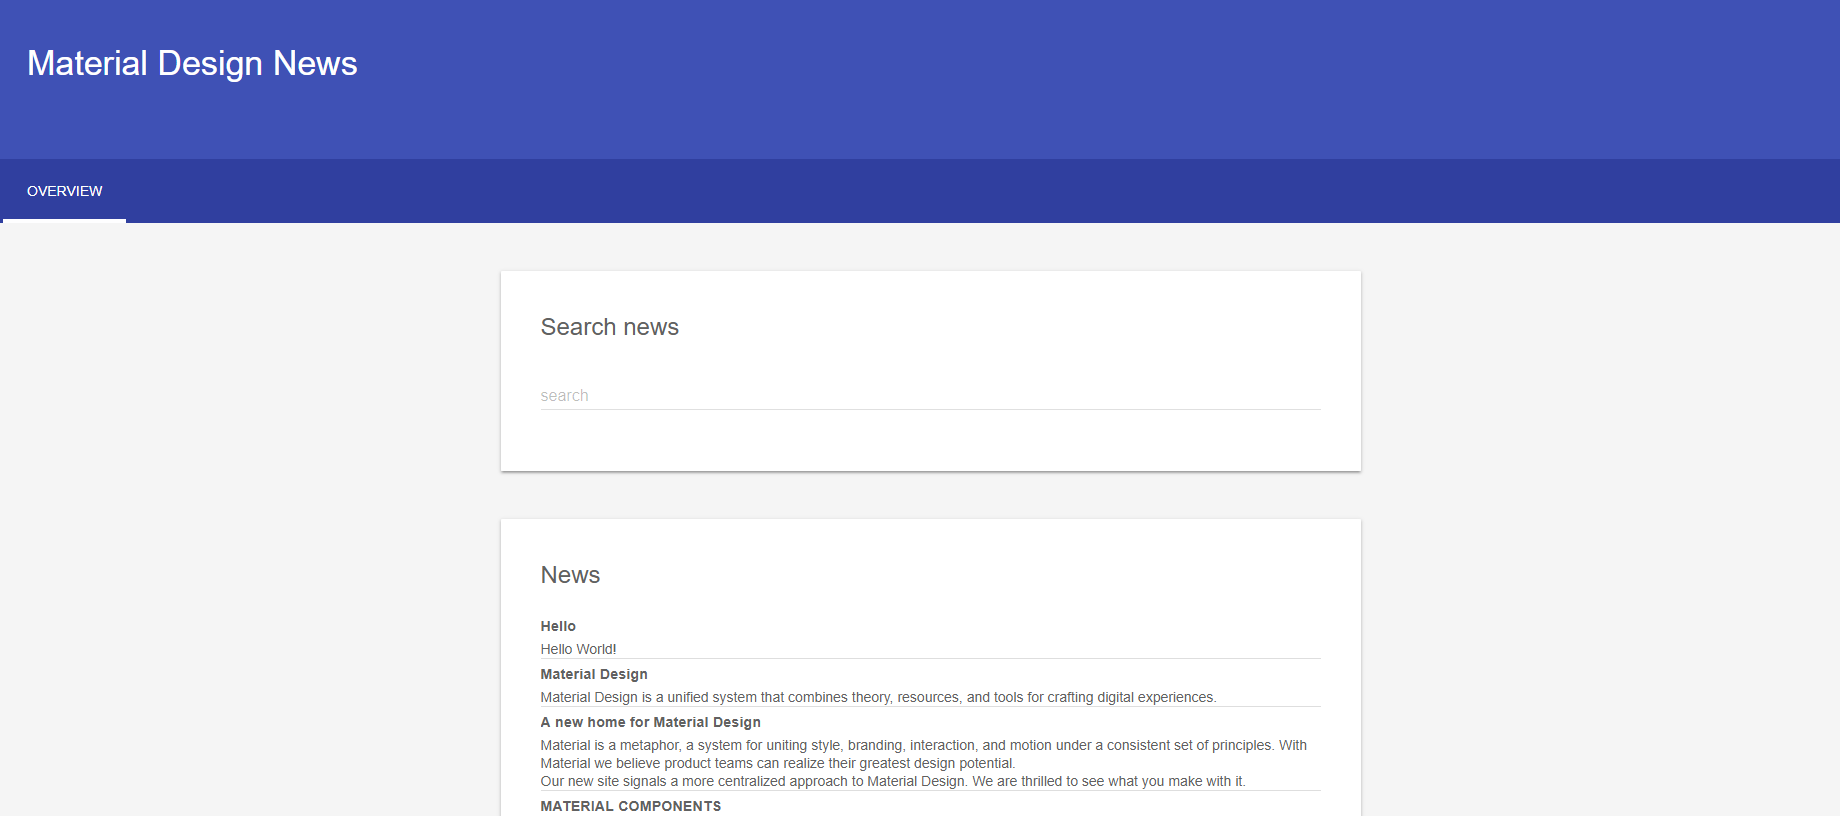 Material Design News
OVERVIEW
Search news
search
News
Hello
Hello World!
Material Design
Material Design is a unified system that combines theory, resources, and tools for crafting digital experiences.
A new home for Material Design
Material is a metaphor, a system for uniting style, branding, interaction, and motion under a consistent set of principles. With
Material we believe product teams can realize their greatest design potential.
Our new site signals a more centralized approach to Material Design. We are thrilled to see what you make with it.
MATERIAL COMPONENTS